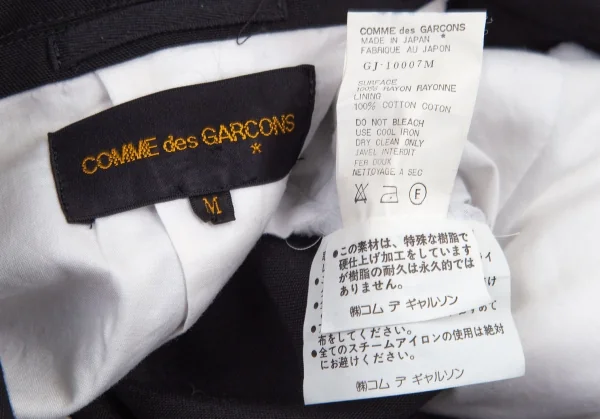 COMME des GARCONS
*
M
COMME des GARCONS
*
MADE IN JAPAN
FABRIQUE AU JAPON
GJ-10007M
SURFACE
100% RAYON RAYONNE
LINING
100% COTTON COTON
DO NOT BLEACH
USE COOL IRON
DRY CLEAN ONLY
JAVEL INTERDIT
FER DOUX
NETTOYAGE A SEC
F
●この素材は、特殊な樹脂で
硬仕上げ加工をしています
が樹脂の耐久は永久的では
ありません。
㈱コム デ ギャルソン
布をしてください。
●全てのスチームアイロンの使用は絶対
にお避けください。
㈱コム デ ギャルソン